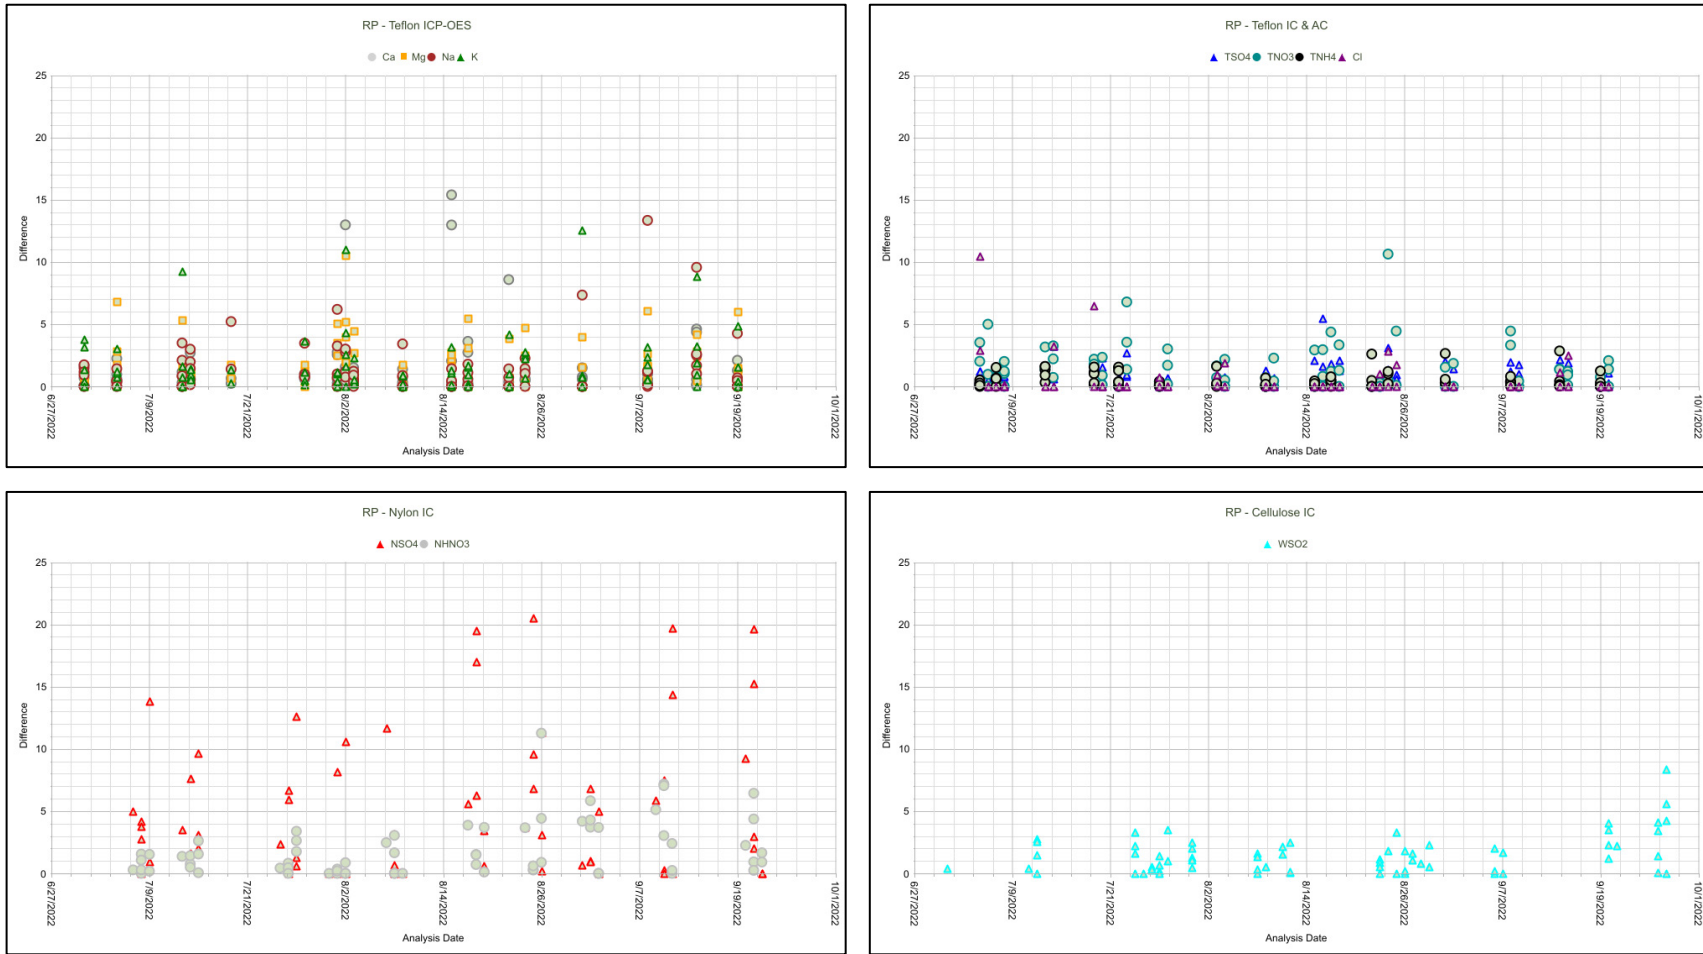 RP - Teflon ICP-OES
Ca Mg Na K
25
20
15
10
5
0
Difference
6/27/2022 7/9/2022 7/21/2022 8/2/2022 8/14/2022 8/26/2022 9/7/2022 9/19/2022 10/1/2022
Analysis Date
RP - Teflon IC & AC
TSO4 TNO3 TNH4 Cl
25
20
15
10
5
0
Difference
6/27/2022 7/9/2022 7/21/2022 8/2/2022 8/14/2022 8/26/2022 9/7/2022 9/19/2022 10/1/2022
Analysis Date
RP - Nylon IC
NSO4 NHNO3
25
20
15
10
5
0
Difference
6/27/2022 7/9/2022 7/21/2022 8/2/2022 8/14/2022 8/26/2022 9/7/2022 9/19/2022 10/1/2022
Analysis Date
RP - Cellulose IC
WSO2
25
20
15
10
5
0
Difference
6/27/2022 7/9/2022 7/21/2022 8/2/2022 8/14/2022 8/26/2022 9/7/2022 9/19/2022 10/1/2022
Analysis Date